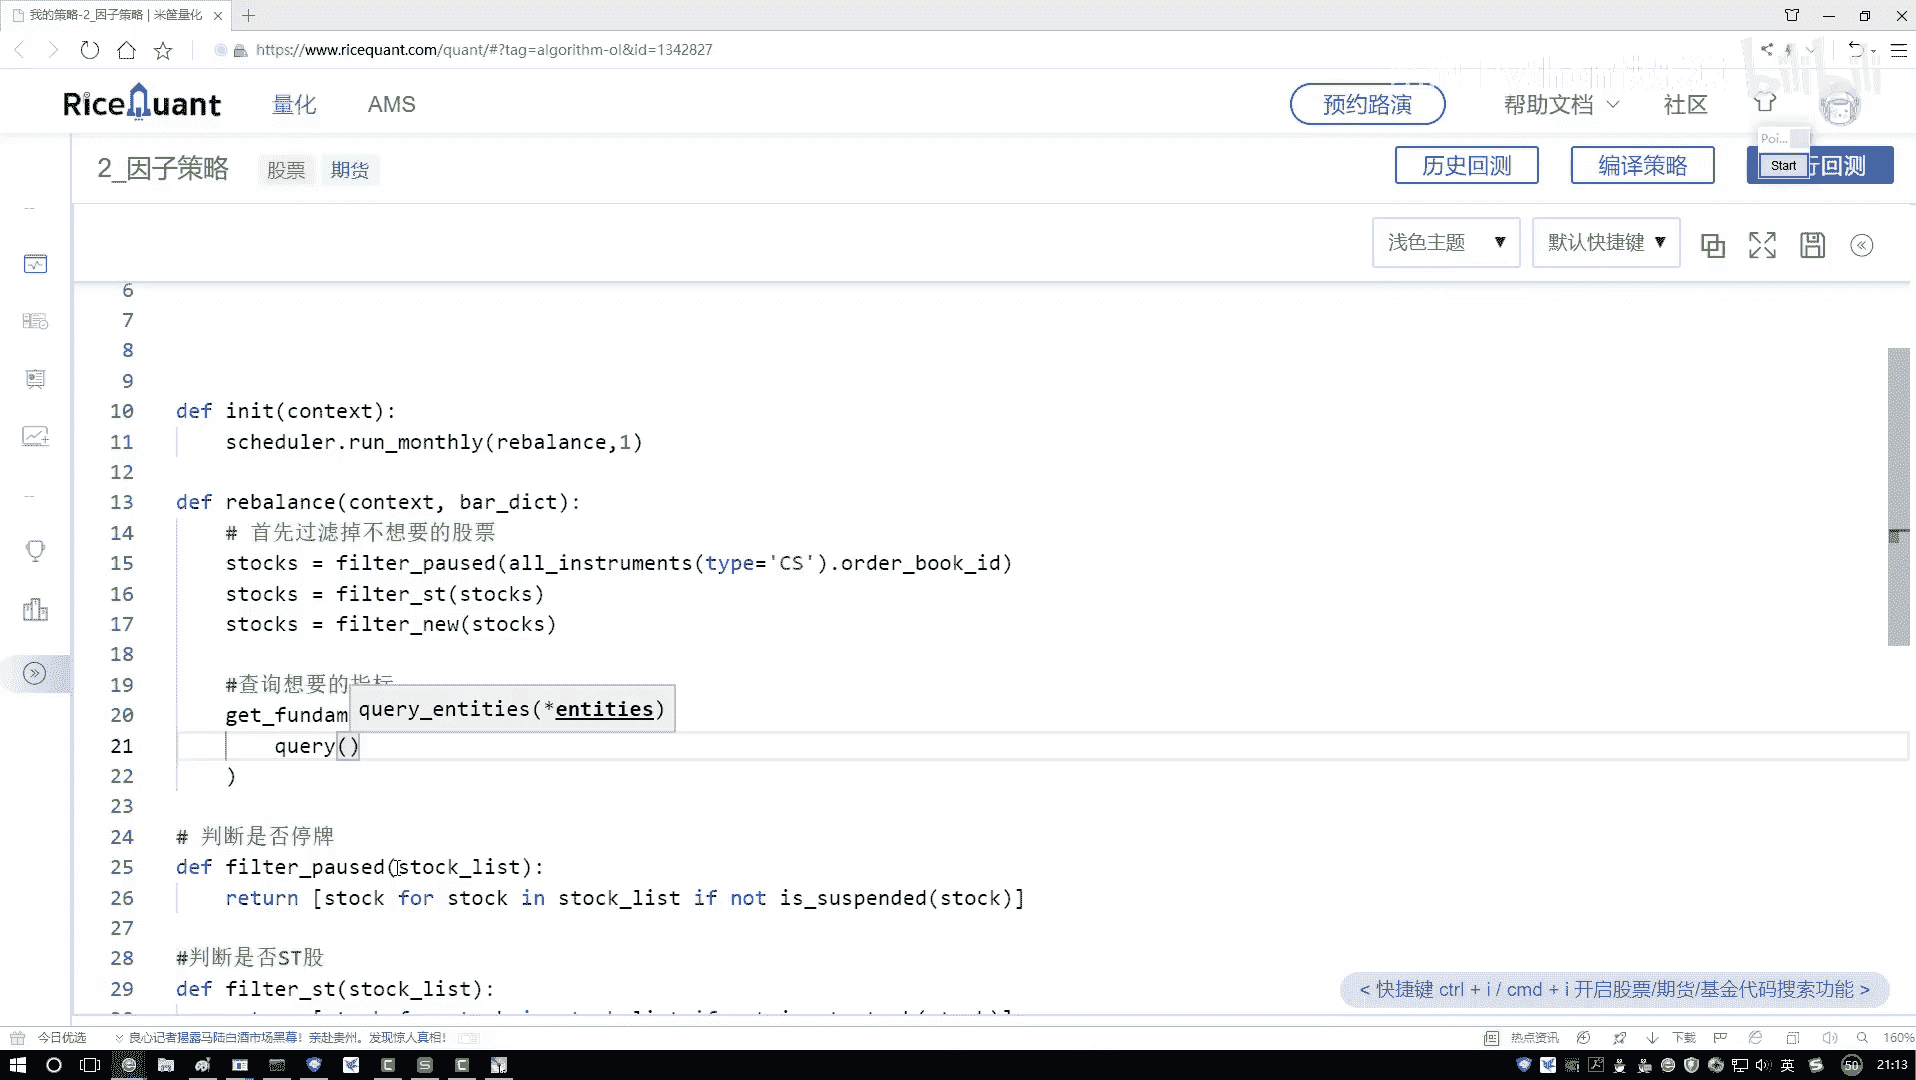 我的策略-2_因子策略 | 米筐量化
https://www.ricequant.com/quant/#?tag=algorithm-ol&id=1342827
bilibili
RiceQuant 量化 AMS 预约路演 帮助文档 社区
Poi...
2_因子策略 股票 期货 历史回测 编译策略 Start 行回测
浅色主题 默认快捷键
6
7
8
9
10 def init(context):
11 scheduler.run_monthly(rebalance,1)
12
13 def rebalance(context, bar_dict):
14 # 首先过滤掉不想要的股票
15 stocks = filter_paused(all_instruments(type='CS').order_book_id)
16 stocks = filter_st(stocks)
17 stocks = filter_new(stocks)
18
19 #查询想要的指标
20 get_fundam query_entities(*entities)
21 query()
22 )
23
24 # 判断是否停牌
25 def filter_paused(stock_list):
26 return [stock for stock in stock_list if not is_suspended(stock)]
27
28 #判断是否ST股
29 def filter_st(stock_list):
< 快捷键 ctrl + i / cmd + i 开启股票/期货/基金代码搜索功能 >
今日优选 良心记者揭露马陆白酒市场黑幕！亲赴贵州。发现惊人真相！ 热点资讯 下载 160%
英 50 21:13